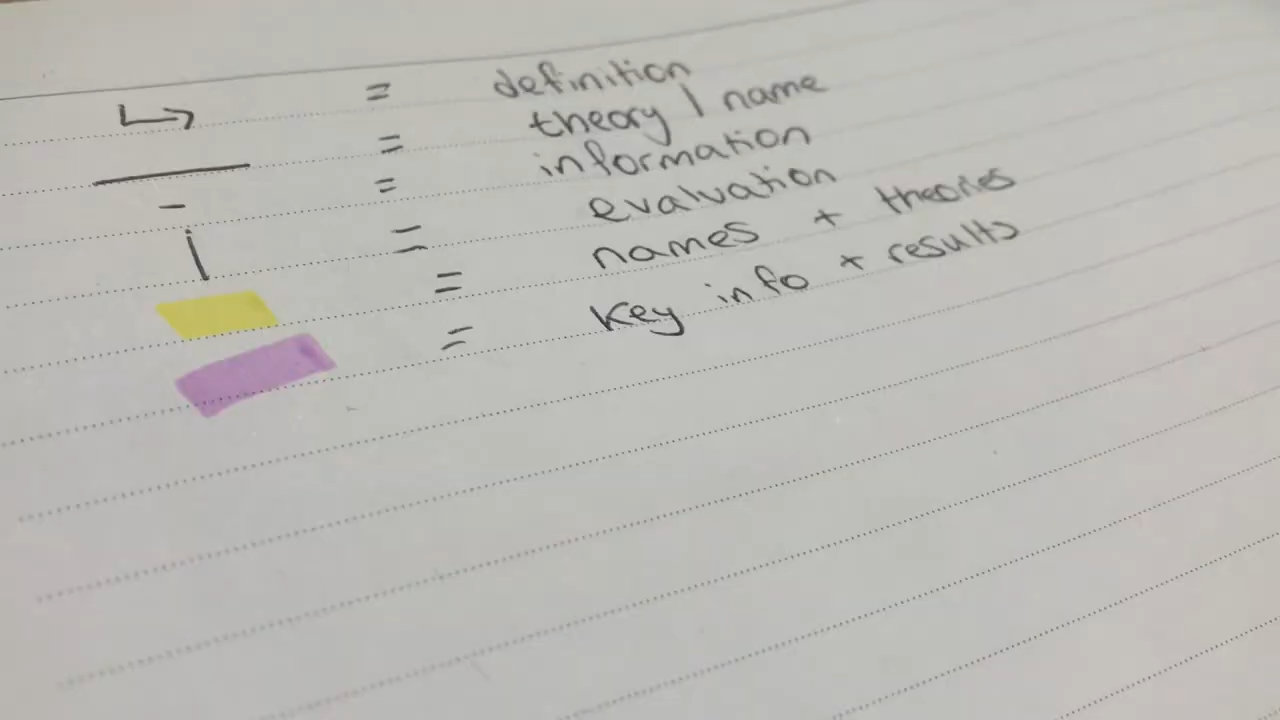 ↳ = definition
— = theory / name
- = information
| = evaluation
= names + theories
= key info + results